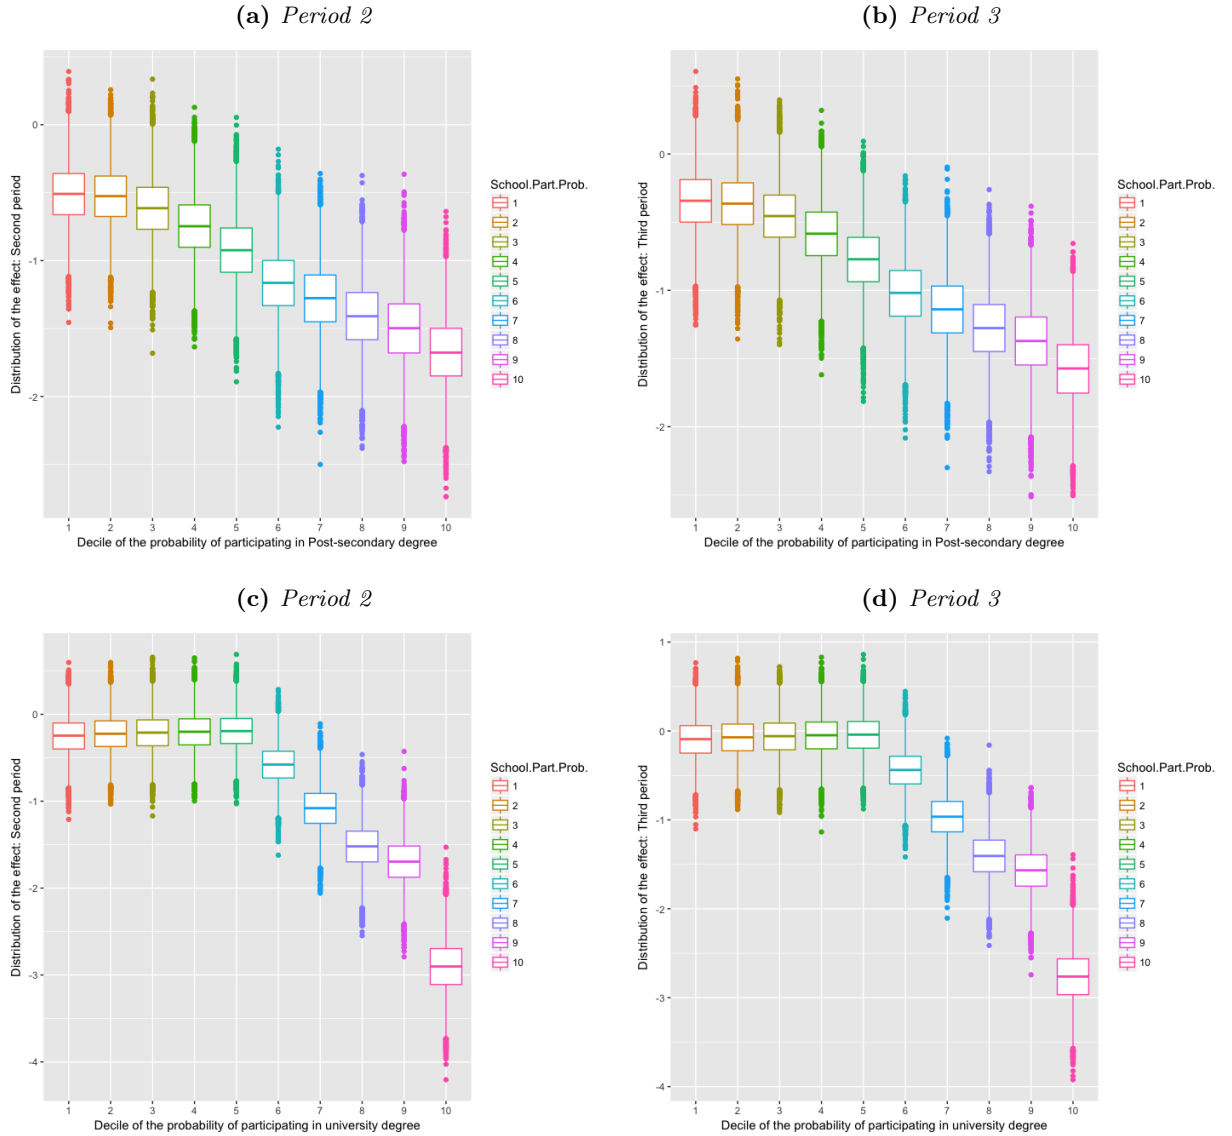 (a) Period 2
Distribution of the effect: Second period
0
-1
-2
1 2 3 4 5 6 7 8 9 10
Decile of the probability of participating in Post-secondary degree
School.Part.Prob.
1
2
3
4
5
6
7
8
9
10
(b) Period 3
Distribution of the effect: Third period
0
-1
-2
1 2 3 4 5 6 7 8 9 10
Decile of the probability of participating in Post-secondary degree
School.Part.Prob.
1
2
3
4
5
6
7
8
9
10
(c) Period 2
Distribution of the effect: Second period
0
-1
-2
-3
-4
1 2 3 4 5 6 7 8 9 10
Decile of the probability of participating in university degree
School.Part.Prob.
1
2
3
4
5
6
7
8
9
10
(d) Period 3
Distribution of the effect: Third period
1
0
-1
-2
-3
-4
1 2 3 4 5 6 7 8 9 10
Decile of the probability of participating in university degree
School.Part.Prob.
1
2
3
4
5
6
7
8
9
10